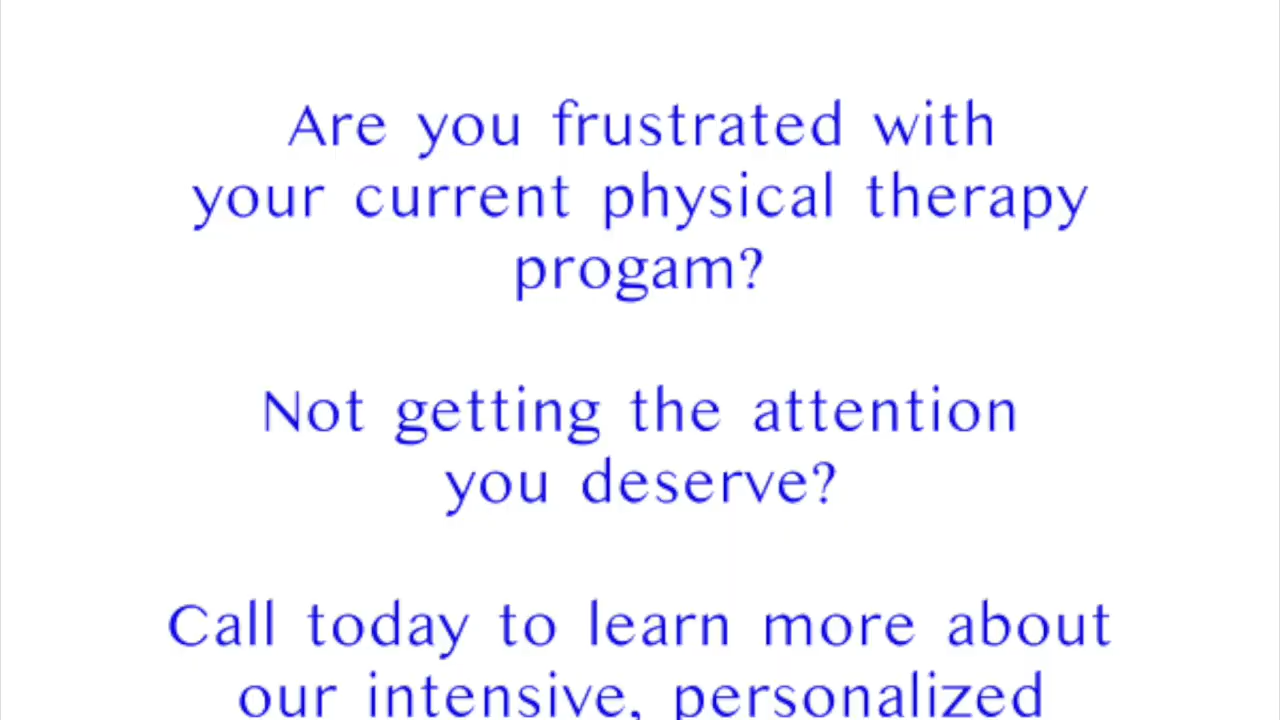 Are you frustrated with
your current physical therapy
progam?
Not getting the attention
you deserve?
Call today to learn more about
our intensive, personalized